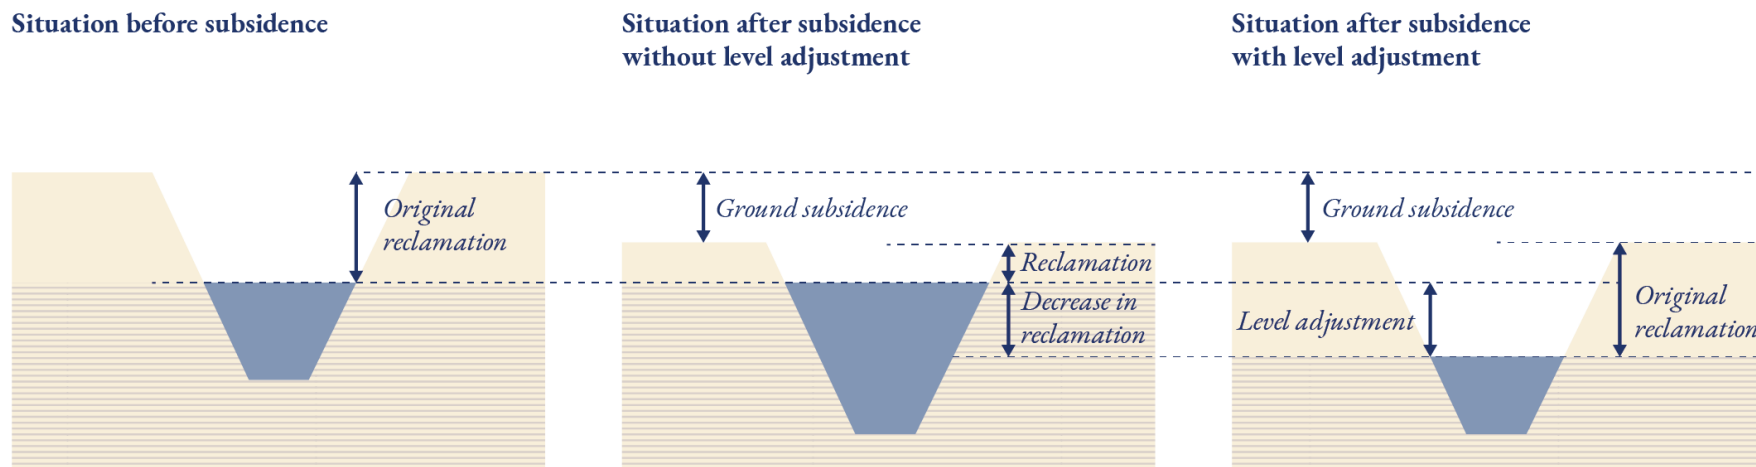 Situation before subsidence
Situation after subsidence
without level adjustment
Situation after subsidence
with level adjustment
Original
reclamation
Ground subsidence
Reclamation
Decrease in
reclamation
Ground subsidence
Level adjustment
Original
reclamation